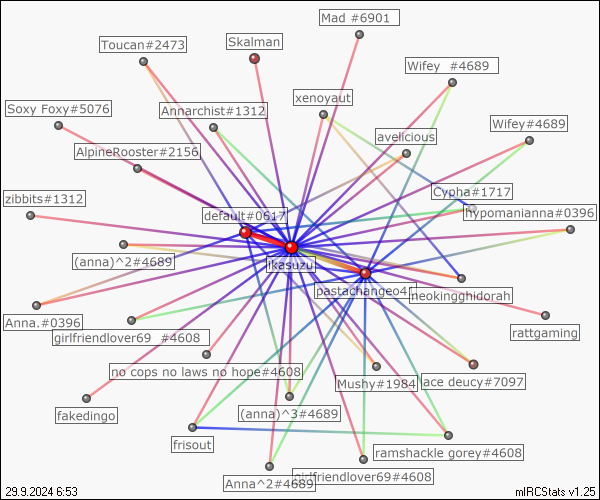 Mad #6901
Toucan#2473
Skalman
Wifey #4689
xenoyaut
Soxy Foxy#5076
Annarchist#1312
Wifey#4689
avelicious
AlpineRooster#2156
Cypha#1717
zibbits#1312
default#0617
hypomanianna#0396
(anna)^2#4689
ikasuzu
pastachange04
neokingghidorah
Anna.#0396
rattgaming
girlfriendlover69 #4608
no cops no laws no hope#4608
Mushy#1984
lace deucy#7097
fakedingo
(anna)^3#4689
frisout
ramshackle gorey#4608
Anna^2#4689
girlfriendlover69#4608
29.9.2024 6:53
mIRCStats v1.25